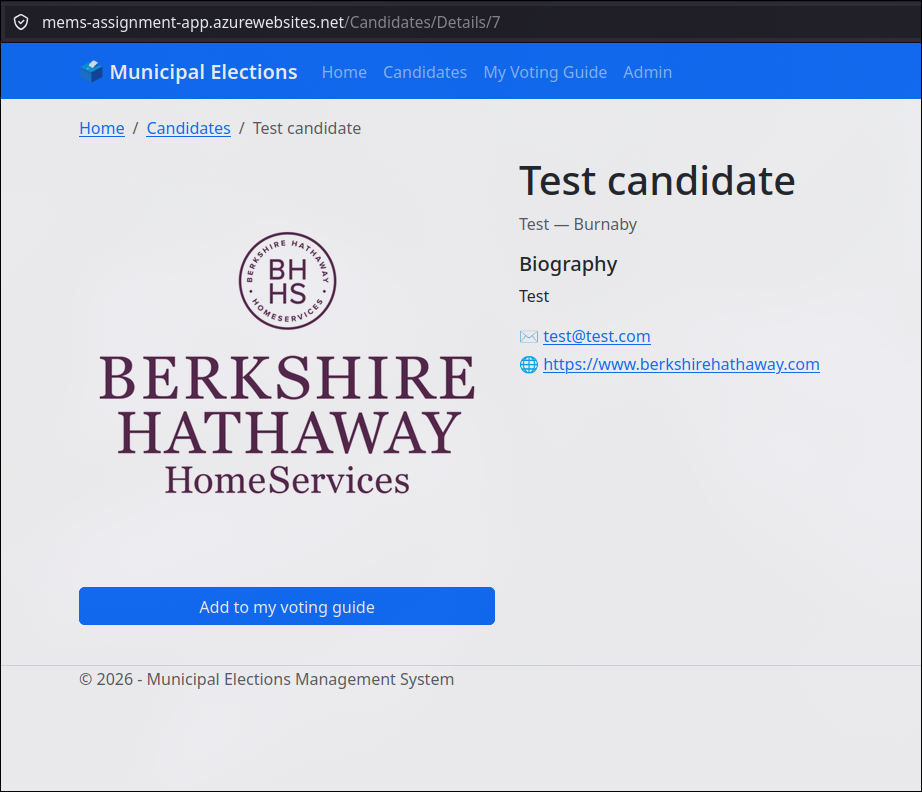 mems-assignment-app.azurewebsites.net/Candidates/Details/7
Municipal Elections Home Candidates My Voting Guide Admin
Home / Candidates / Test candidate
Test candidate
Test — Burnaby
Biography
Test
test@test.com
https://www.berkshirehathaway.com
BERKSHIRE HATHAWAY
BH
HS
HOMESERVICES
BERKSHIRE
HATHAWAY
HomeServices
Add to my voting guide
© 2026 - Municipal Elections Management System